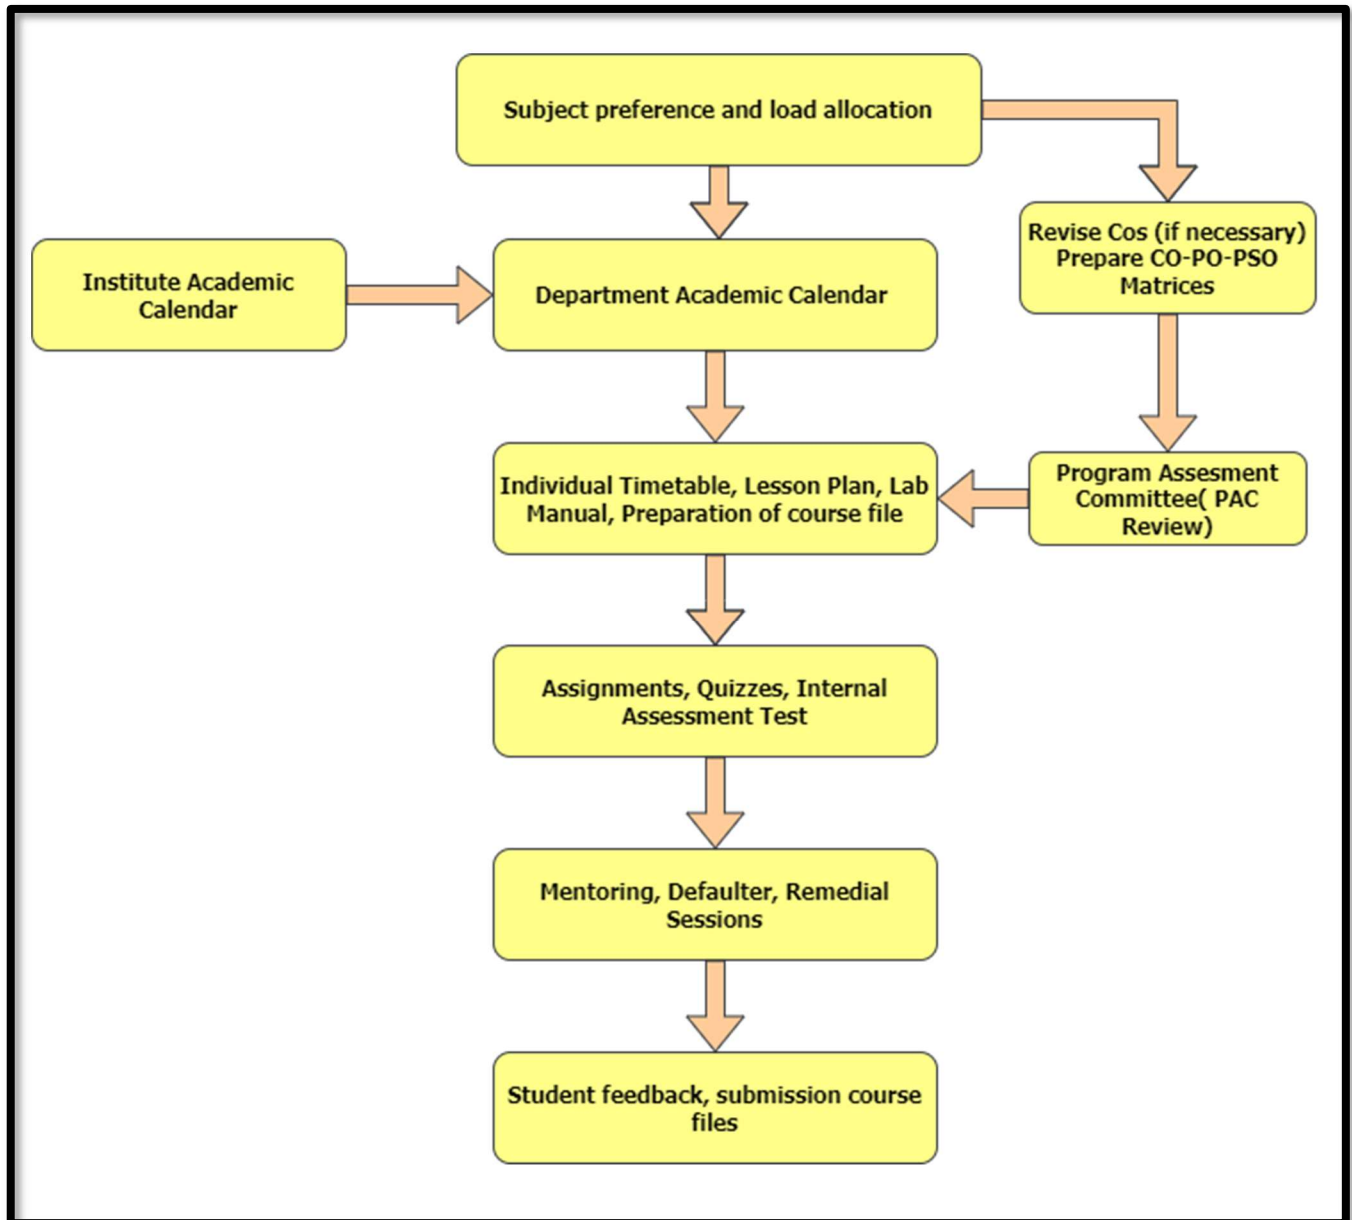 Subject preference and load allocation
Revise Cos (if necessary)
Prepare CO-PO-PSO
Matrices
Institute Academic
Calendar
Department Academic Calendar
Individual Timetable, Lesson Plan, Lab
Manual, Preparation of course file
Program Assesment
Committee( PAC
Review)
Assignments, Quizzes, Internal
Assessment Test
Mentoring, Defaulter, Remedial
Sessions
Student feedback, submission course
files